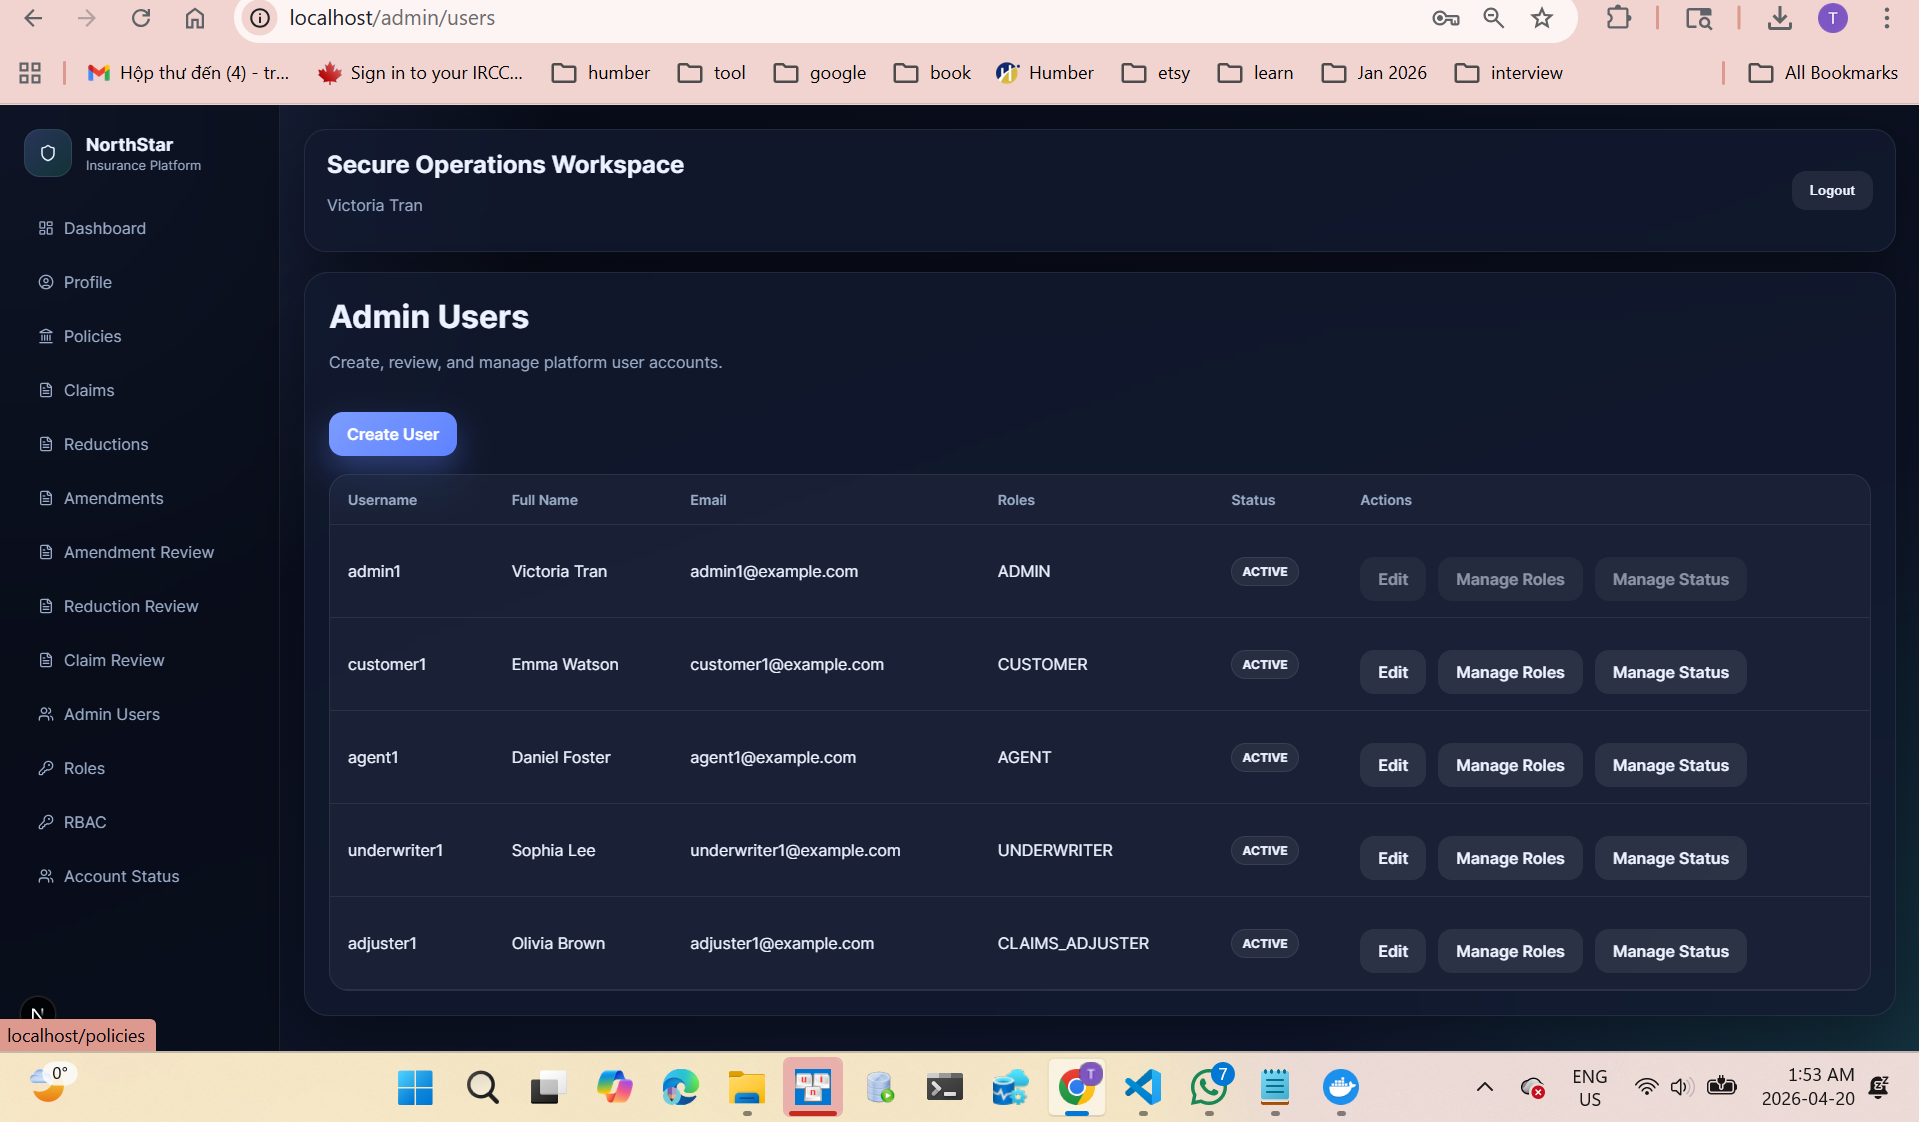 localhost/admin/users
T
Hộp thư đến (4) - tr...
Sign in to your IRCC...
humber
tool
google
book
Humber
etsy
learn
Jan 2026
interview
All Bookmarks
NorthStar
Insurance Platform
Dashboard
Profile
Policies
Claims
Reductions
Amendments
Amendment Review
Reduction Review
Claim Review
Admin Users
Roles
RBAC
Account Status
N
localhost/policies
Secure Operations Workspace
Victoria Tran
Logout
Admin Users
Create, review, and manage platform user accounts.
Create User
Username Full Name Email Roles Status Actions
admin1 Victoria Tran admin1@example.com ADMIN ACTIVE Edit Manage Roles Manage Status
customer1 Emma Watson customer1@example.com CUSTOMER ACTIVE Edit Manage Roles Manage Status
agent1 Daniel Foster agent1@example.com AGENT ACTIVE Edit Manage Roles Manage Status
underwriter1 Sophia Lee underwriter1@example.com UNDERWRITER ACTIVE Edit Manage Roles Manage Status
adjuster1 Olivia Brown adjuster1@example.com CLAIMS_ADJUSTER ACTIVE Edit Manage Roles Manage Status
0°
T
7
ENG
US
1:53 AM
2026-04-20